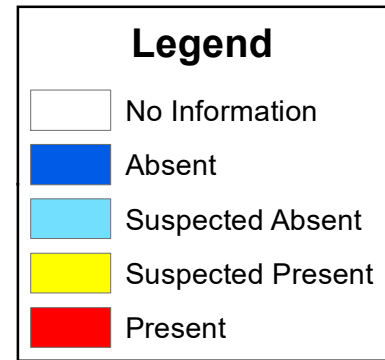 Legend
No Information
Absent
Suspected Absent
Suspected Present
Present